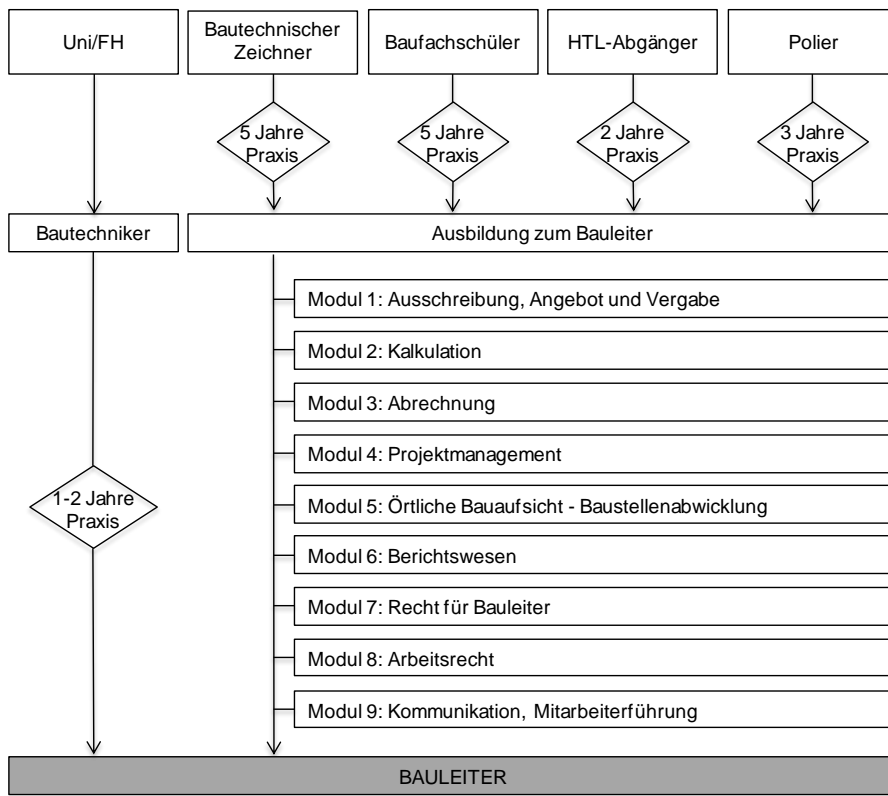 Uni/FH
Bautechnischer
Zeichner
Baufachschüler
HTL-Abgänger
Polier
5 Jahre
Praxis
5 Jahre
Praxis
2 Jahre
Praxis
3 Jahre
Praxis
Bautechniker
Ausbildung zum Bauleiter
Modul 1: Ausschreibung, Angebot und Vergabe
Modul 2: Kalkulation
Modul 3: Abrechnung
Modul 4: Projektmanagement
1-2 Jahre
Praxis
Modul 5: Örtliche Bauaufsicht - Baustellenabwicklung
Modul 6: Berichtswesen
Modul 7: Recht für Bauleiter
Modul 8: Arbeitsrecht
Modul 9: Kommunikation, Mitarbeiterführung
BAULEITER